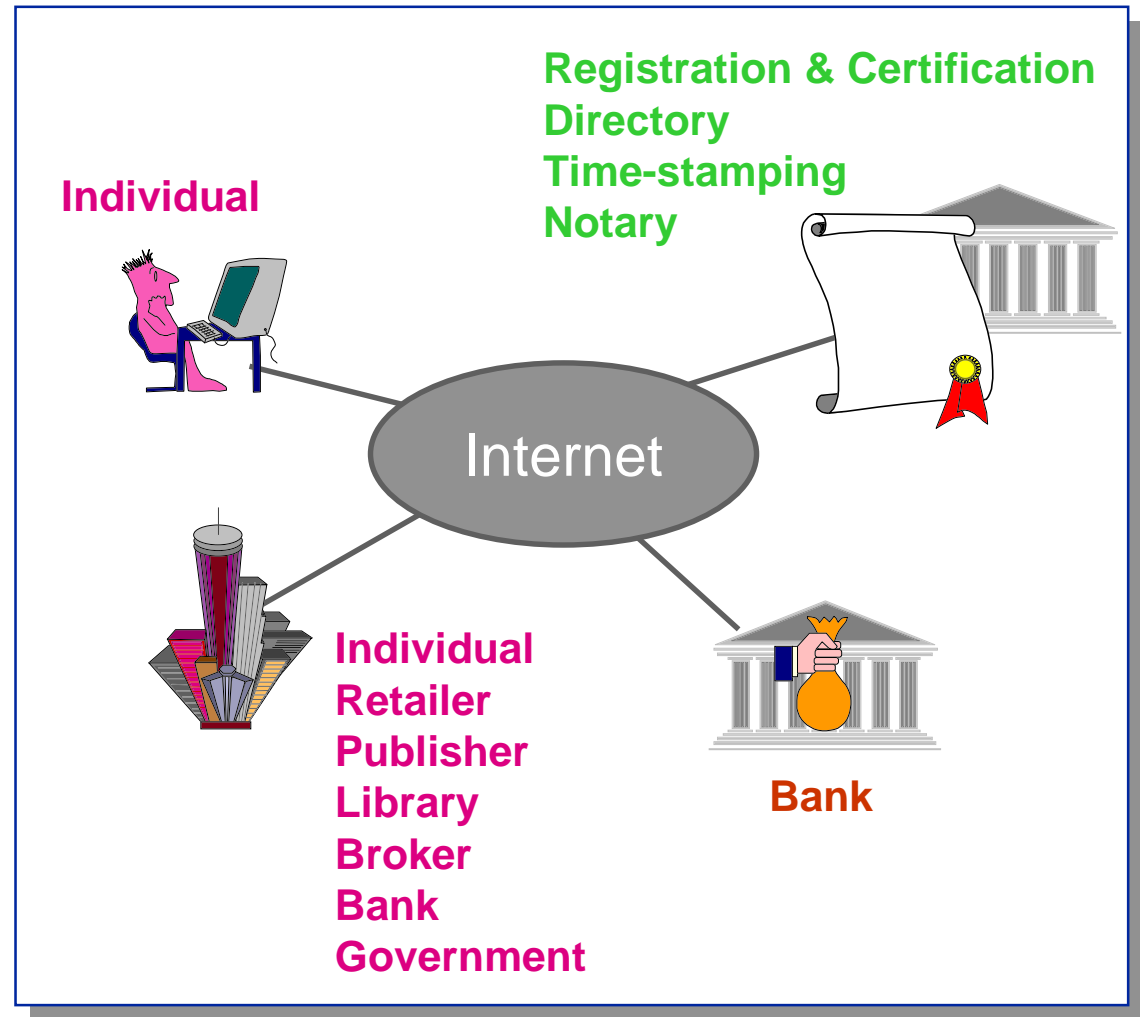 Registration & Certification
Directory
Time-stamping
Notary
Individual
Internet
Individual
Retailer
Publisher
Library
Broker
Bank
Government
Bank